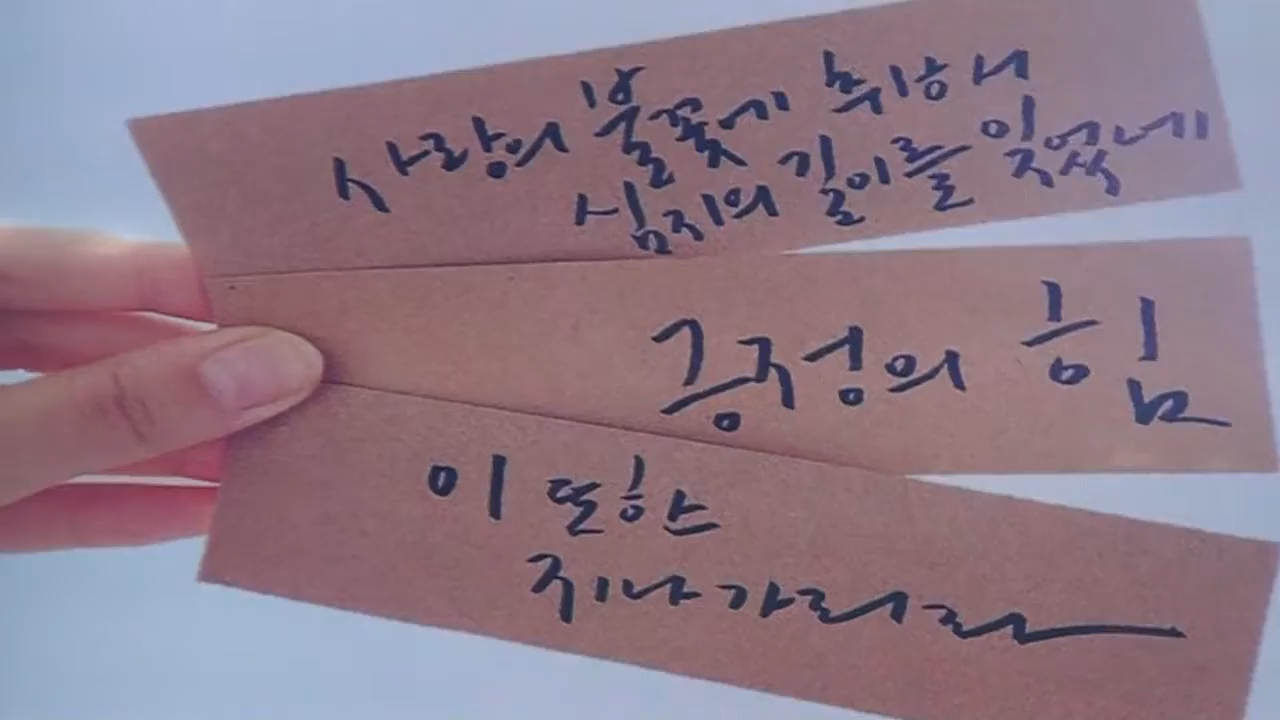 사랑의 불꽃에 취해
심지의 길이를 잊었네
긍정의 힘
이 또한
지나가리라